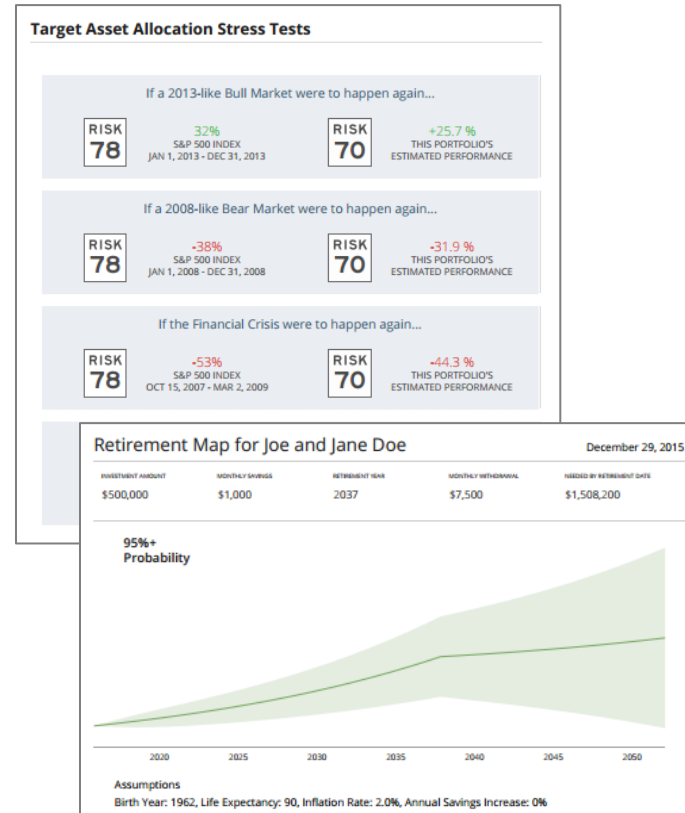 Target Asset Allocation Stress Tests
If a 2013-like Bull Market were to happen again...
RISK
78
32%
S&P 500 INDEX
JAN 1, 2013 - DEC 31, 2013
RISK
70
+25.7 %
THIS PORTFOLIO'S
ESTIMATED PERFORMANCE
If a 2008-like Bear Market were to happen again...
RISK
78
-38%
S&P 500 INDEX
JAN 1, 2008 - DEC 31, 2008
RISK
70
-31.9 %
THIS PORTFOLIO'S
ESTIMATED PERFORMANCE
If the Financial Crisis were to happen again...
RISK
78
-53%
S&P 500 INDEX
OCT 15, 2007 - MAR 2, 2009
RISK
70
-44.3 %
THIS PORTFOLIO'S
ESTIMATED PERFORMANCE
Retirement Map for Joe and Jane Doe
December 29, 2015
INVESTMENT AMOUNT
$500,000
MONTHLY SAVINGS
$1,000
RETIREMENT YEAR
2037
MONTHLY WITHDRAWAL
$7,500
NEEDED BY RETIREMENT DATE
$1,508,200
95%+
Probability
2020 2025 2030 2035 2040 2045 2050
Assumptions
Birth Year: 1962, Life Expectancy: 90, Inflation Rate: 2.0%, Annual Savings Increase: 0%